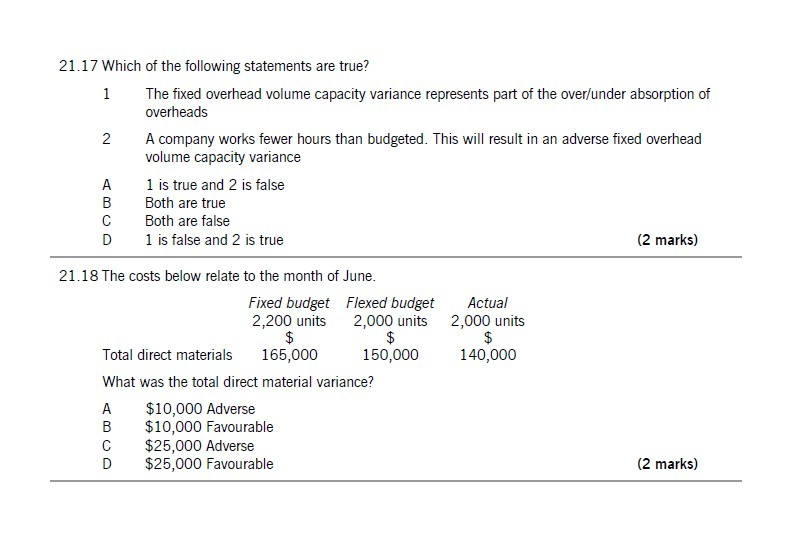 21.17 Which of the following statements are true?
1 The fixed overhead volume capacity variance represents part of the over/under absorption of
overheads
2 A company works fewer hours than budgeted. This will result in an adverse fixed overhead
volume capacity variance
A 1 is true and 2 is false
B Both are true
C Both are false
D 1 is false and 2 is true (2 marks)
21.18 The costs below relate to the month of June.
Fixed budget Flexed budget Actual
2,200 units 2,000 units 2,000 units
$ $ $
Total direct materials 165,000 150,000 140,000
What was the total direct material variance?
A $10,000 Adverse
B $10,000 Favourable
C $25,000 Adverse
D $25,000 Favourable (2 marks)